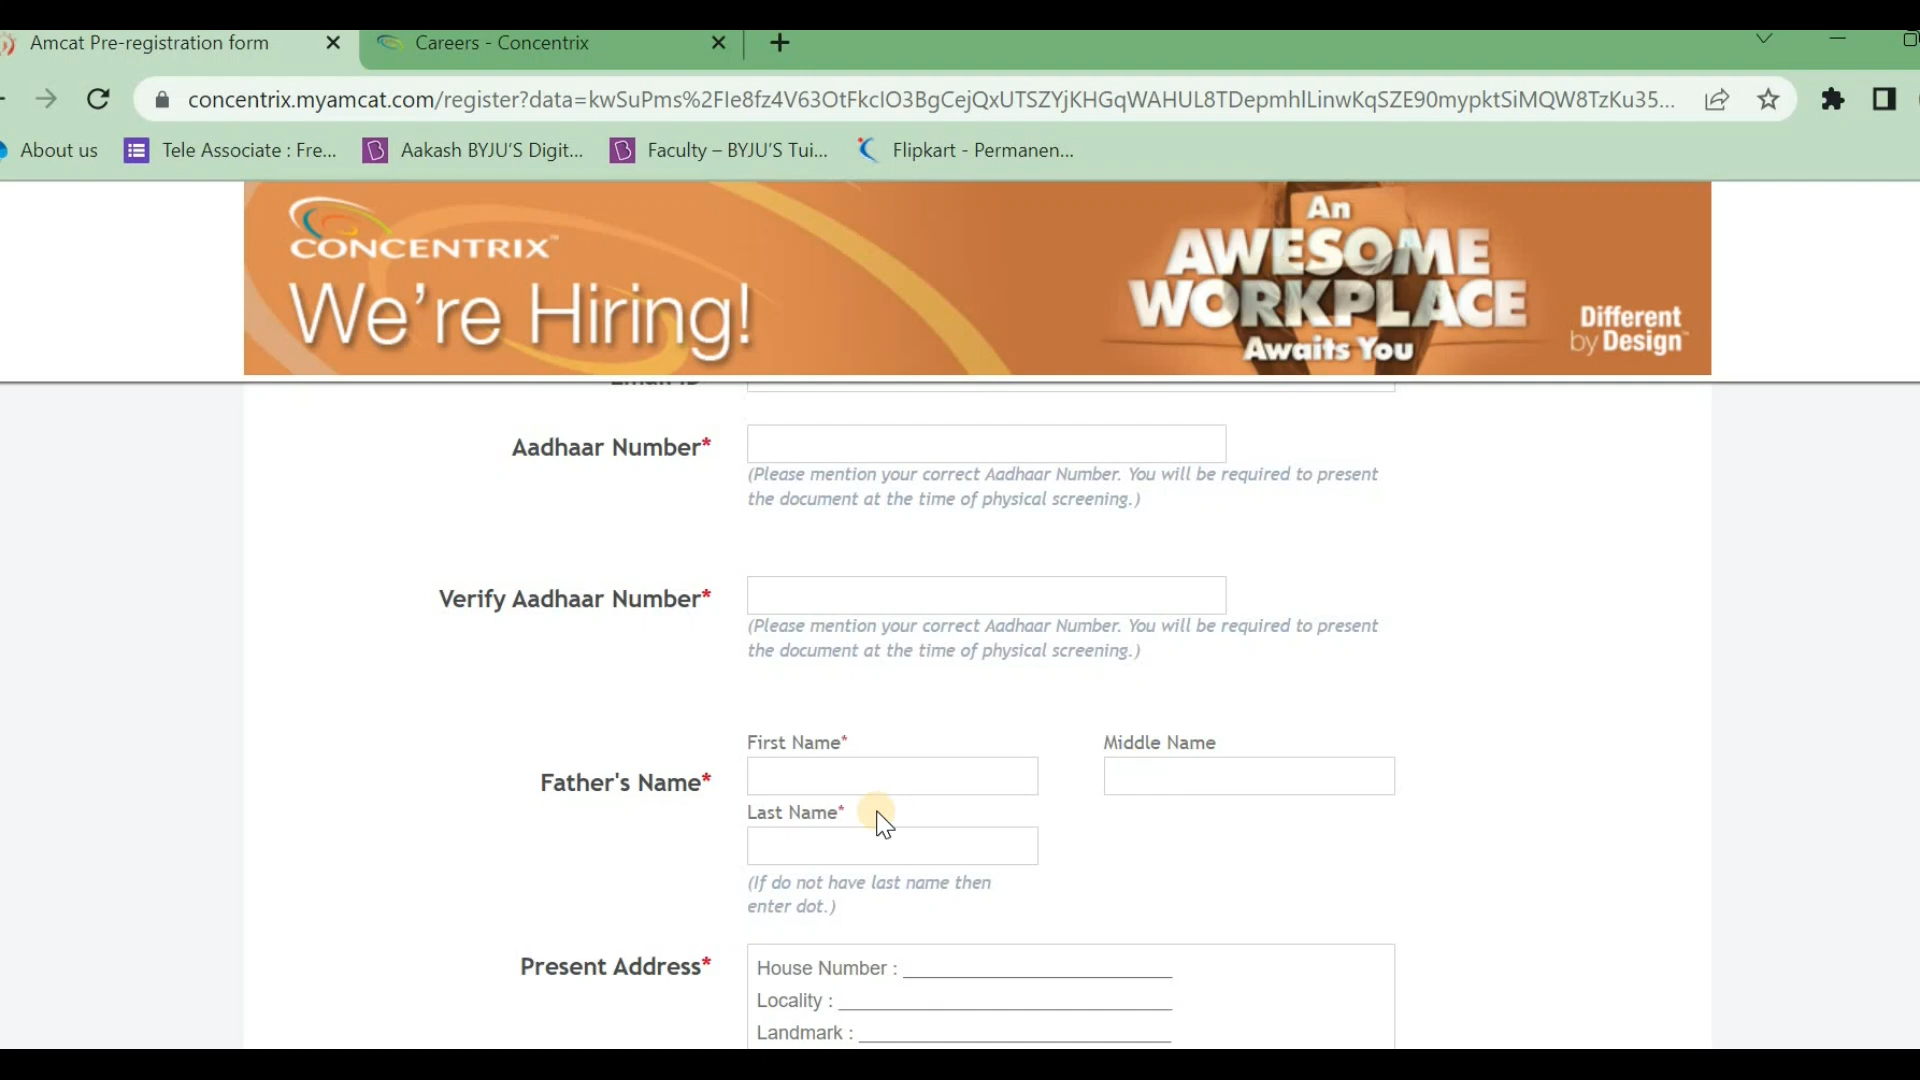 Amcat Pre-registration form
Careers - Concentrix
concentrix.myamcat.com/register?data=kwSuPms%2FIe8fz4V63OtFkcIO3BgCejQxUTSZYjKHGqWAHUL8TDepmhlLinwKqSZE90mypktSiMQW8TzKu35...
About us
Tele Associate : Fre...
Aakash BYJU'S Digit...
Faculty – BYJU'S Tui...
Flipkart - Permanen...
CONCENTRIX™
We're Hiring!
An
AWESOME
WORKPLACE
Awaits You
Different
by Design™
Aadhaar Number*
(Please mention your correct Aadhaar Number. You will be required to present
the document at the time of physical screening.)
Verify Aadhaar Number*
(Please mention your correct Aadhaar Number. You will be required to present
the document at the time of physical screening.)
First Name*
Middle Name
Father's Name*
Last Name*
(If do not have last name then
enter dot.)
Present Address*
House Number :
Locality :
Landmark :